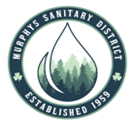 MURPHYS SANITARY DISTRICT
ESTABLISHED 1959